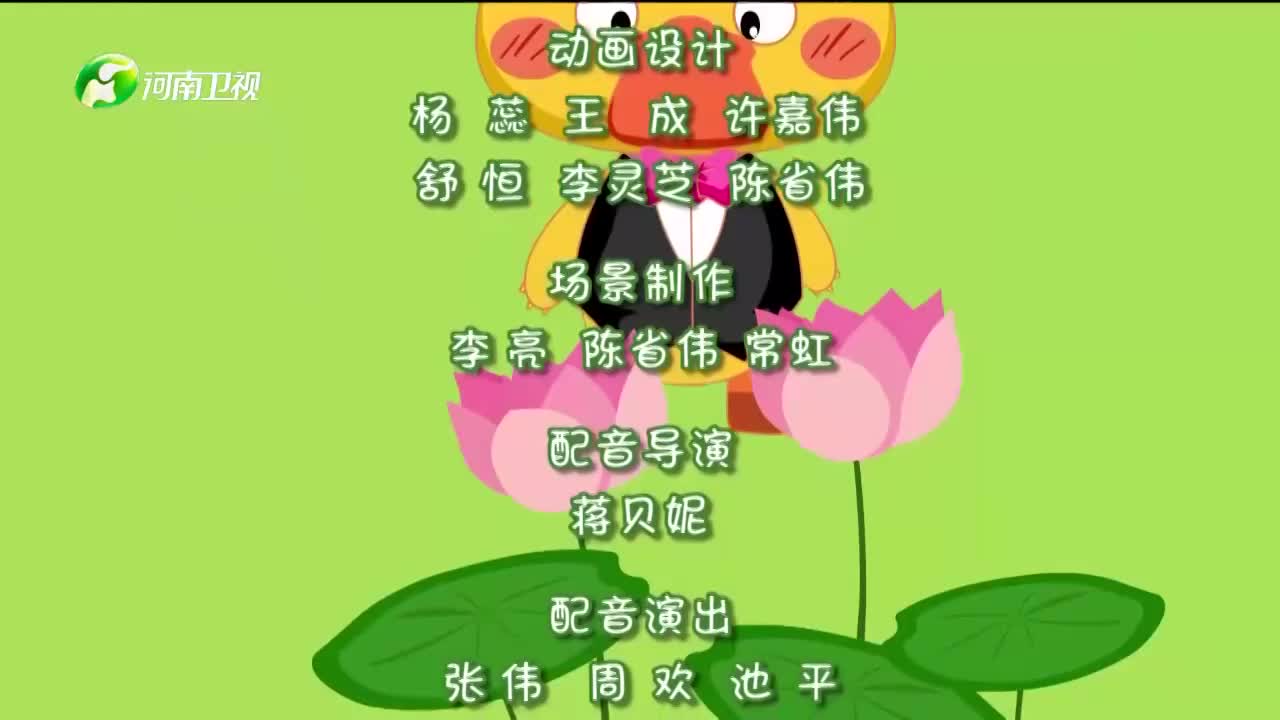 河南卫视
动画设计
杨 蕊 王 成 许嘉伟
舒 恒 李灵芝 陈省伟
场景制作
李 亮 陈省伟 常虹
配音导演
蒋贝妮
配音演出
张 伟 周 欢 池 平